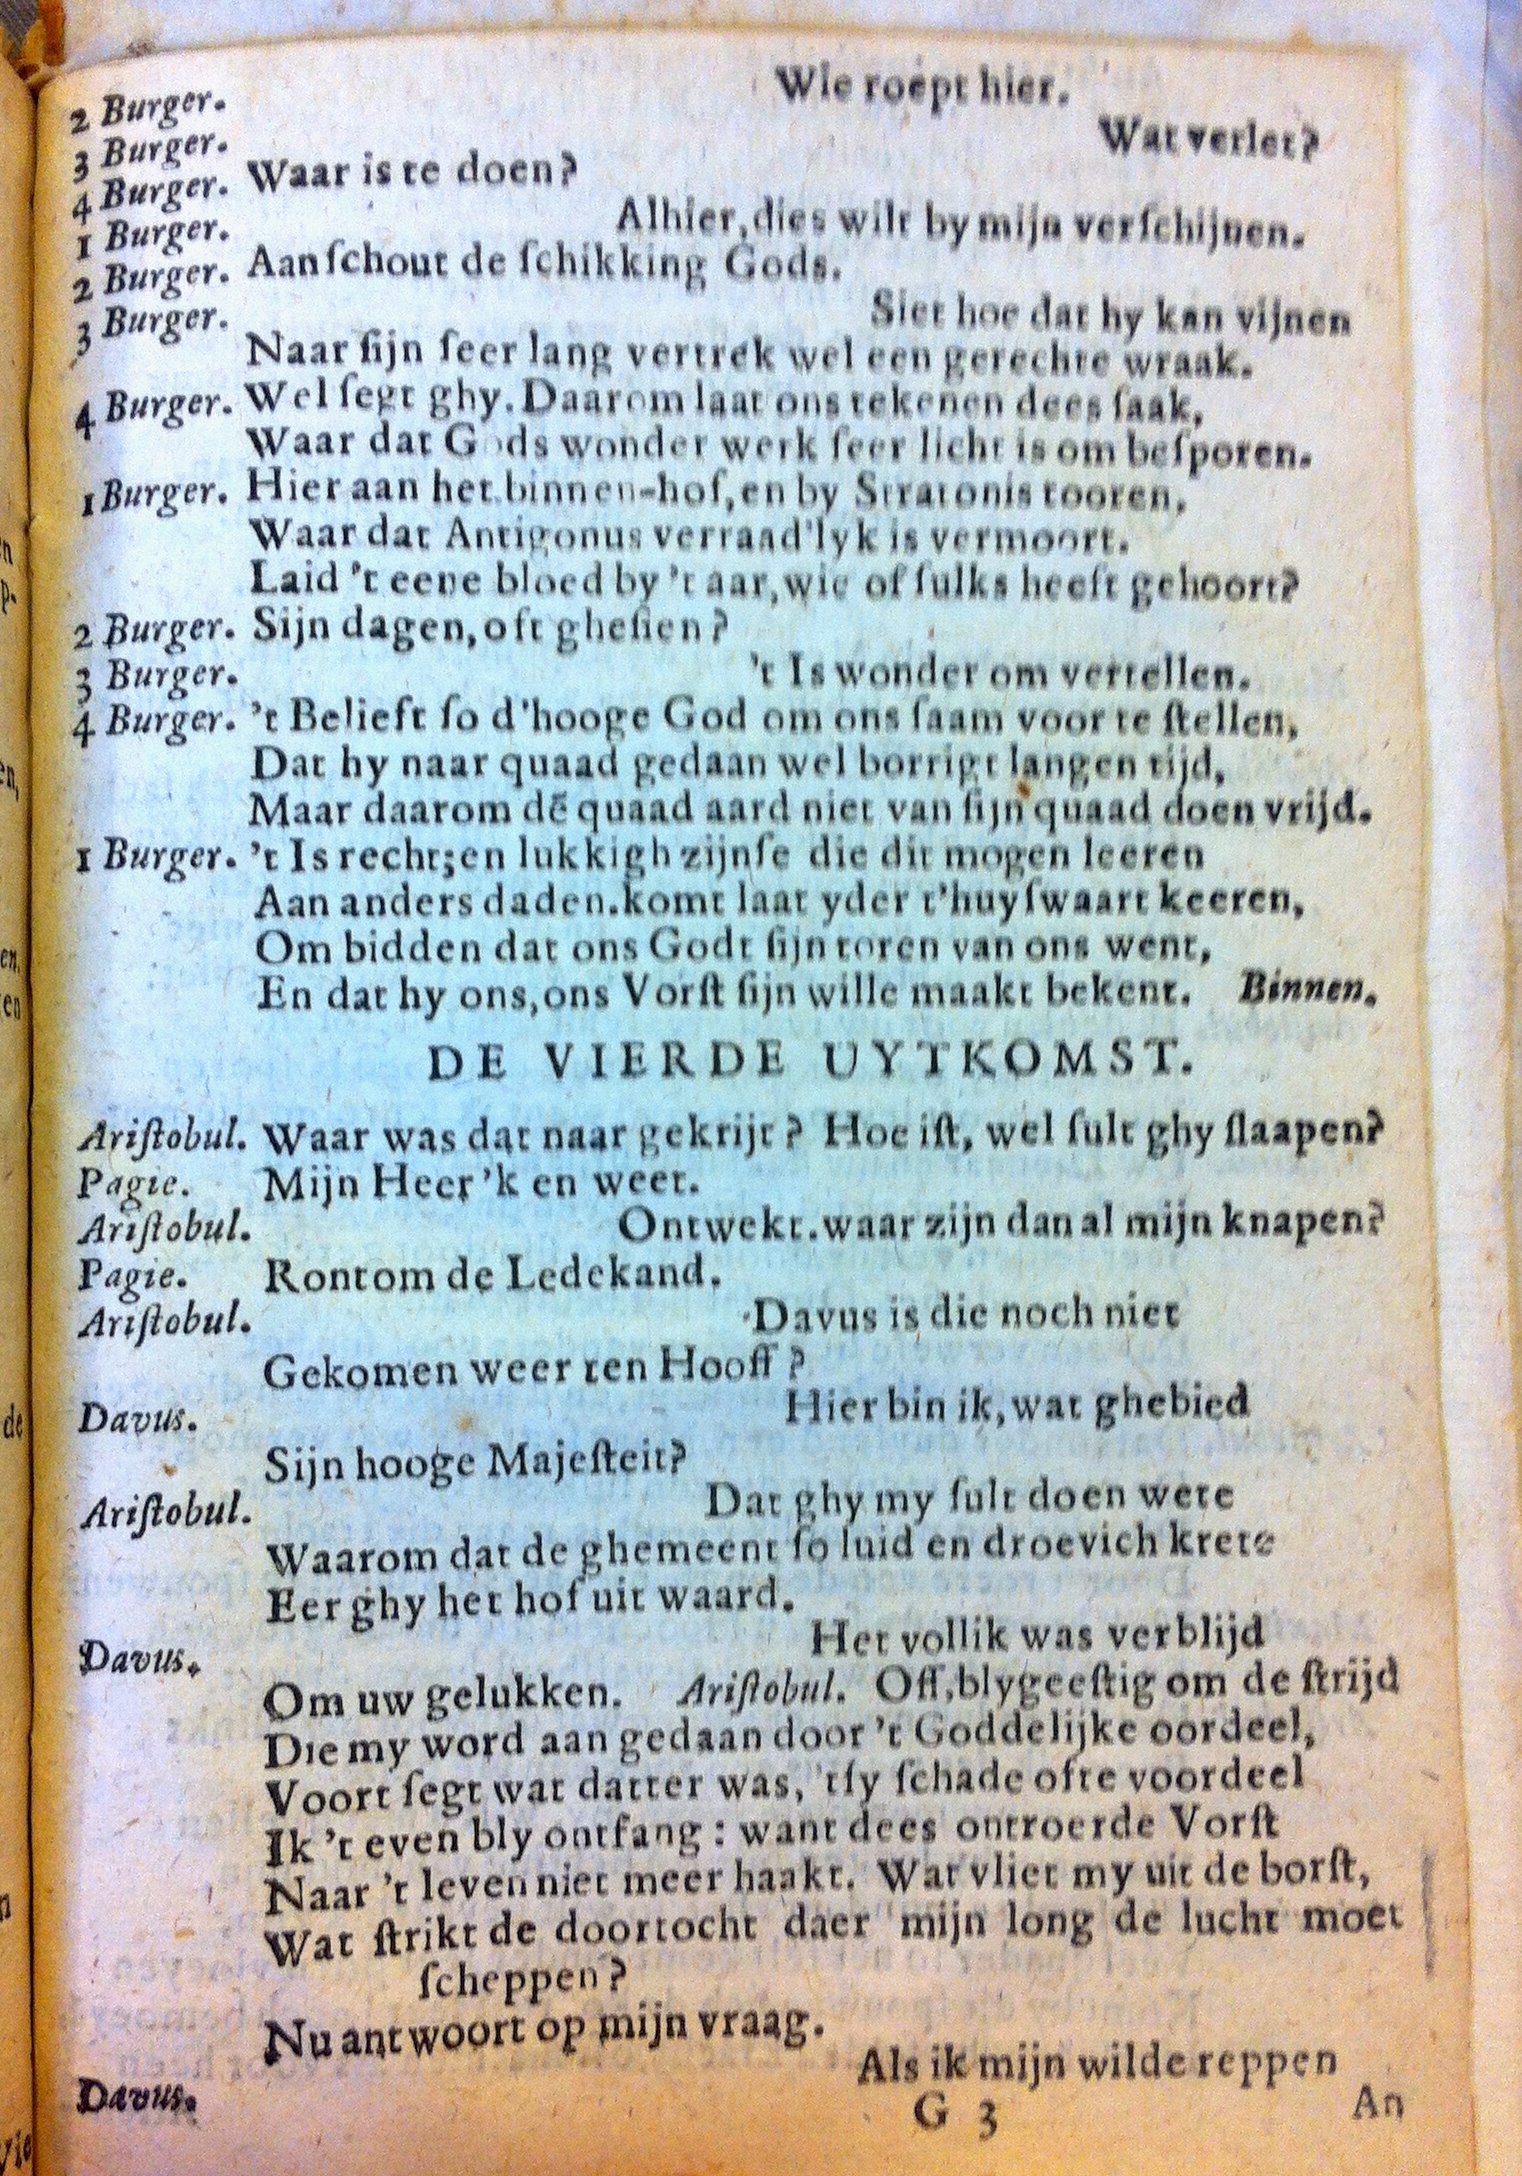 2 Burger. Wie roept hier.
3 Burger. Wat verlet?
4 Burger. Waar is te doen?
1 Burger. Alhier, dies wilt by mijn verſchijnen.
2 Burger. Aanſchout de ſchikking Gods.
3 Burger. Siet hoe dat hy kan vijnen
Naar ſijn ſeer lang vertrek wel een gerechte wraak.
4 Burger. Wel ſegt ghy. Daarom laat ons tekenen dees ſaak,
Waar dat Gods wonder werk ſeer licht is om beſporen.
1 Burger. Hier aan het binnen-hof, en by Stratonis tooren,
Waar dat Antigonus verraad'lyk is vermoort.
Laid 't eene bloed by 't aar, wie of ſulks heeft gehoort?
2 Burger. Sijn dagen, oft gheſien?
3 Burger. 't Is wonder om vertellen.
4 Burger. 't Belieft ſo d'hooge God om ons ſaam voor te ſtellen,
Dat hy naar quaad gedaan wel borrigt langen tijd,
Maar daarom dē quaad aard niet van ſijn quaad doen vrijd.
1 Burger. 't Is recht; en lukkigh zijnſe die dit mogen leeren
Aan anders daden. komt laat yder t'huyſwaart keeren,
Om bidden dat ons Godt ſijn toren van ons went,
En dat hy ons, ons Vorſt ſijn wille maakt bekent. Binnen.
DE VIERDE UYTKOMST.
Ariſtobul. Waar was dat naar gekrijt? Hoe iſt, wel ſult ghy ſlaapen?
Pagie. Mijn Heer 'k en weet.
Ariſtobul. Ontwekt. waar zijn dan al mijn knapen?
Pagie. Rontom de Ledekand.
Ariſtobul. Davus is die noch niet
Gekomen weer ten Hooff?
Davus. Hier bin ik, wat ghebied
Sijn hooge Majeſteit?
Ariſtobul. Dat ghy my ſult doen wete
Waarom dat de ghemeent ſo luid en droevich krete
Eer ghy het hof uit waard.
Davus. Het vollik was verblijd
Om uw gelukken. Ariſtobul. Off, blygeeſtig om de ſtrijd
Die my word aan gedaan door 't Goddelijke oordeel,
Voort ſegt wat datter was, 'tſy ſchade ofte voordeel
Ik 't even bly ontfang: want dees ontroerde Vorſt
Naar 't leven niet meer haakt. Wat vliet my uit de borſt,
Wat ſtrikt de doortocht daer mijn long de lucht moet
ſcheppen?
Nu antwoort op mijn vraag.
Davus. Als ik mijn wilde reppen
G 3 An